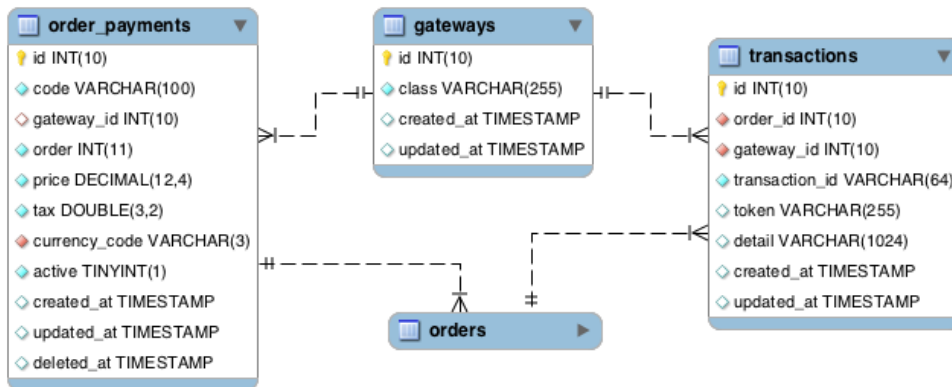 order_payments
id INT(10)
code VARCHAR(100)
gateway_id INT(10)
order INT(11)
price DECIMAL(12,4)
tax DOUBLE(3,2)
currency_code VARCHAR(3)
active TINYINT(1)
created_at TIMESTAMP
updated_at TIMESTAMP
deleted_at TIMESTAMP
gateways
id INT(10)
class VARCHAR(255)
created_at TIMESTAMP
updated_at TIMESTAMP
orders
transactions
id INT(10)
order_id INT(10)
gateway_id INT(10)
transaction_id VARCHAR(64)
token VARCHAR(255)
detail VARCHAR(1024)
created_at TIMESTAMP
updated_at TIMESTAMP